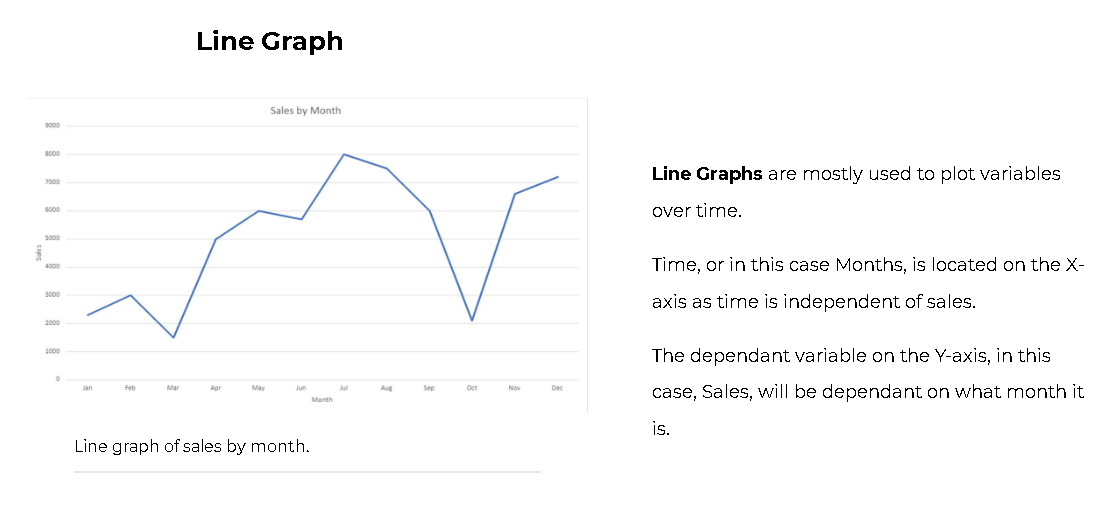 Line Graph
Sales by Month
9000
8000
7000
6000
5000
4000
3000
2000
1000
0
Sales
Jan Feb Mar Apr May Jun Jul Aug Sep Oct Nov Dec
Month
Line graph of sales by month.
Line Graphs are mostly used to plot variables
over time.
Time, or in this case Months, is located on the X-
axis as time is independent of sales.
The dependant variable on the Y-axis, in this
case, Sales, will be dependant on what month it
is.